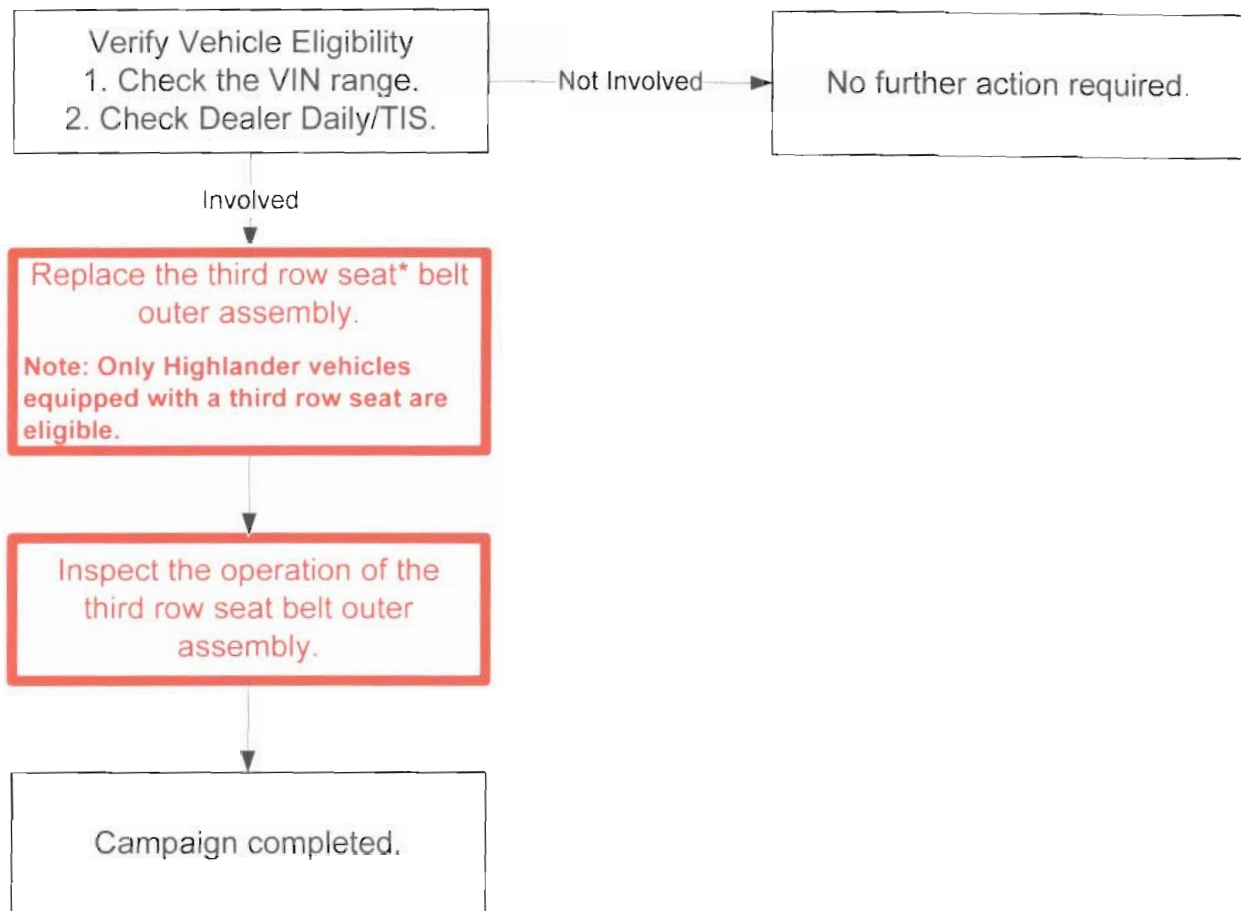 Verify Vehicle Eligibility
1. Check the VIN range.
2. Check Dealer Daily/TIS.
Not Involved
No further action required.
Involved
Replace the third row seat* belt
outer assembly.
Note: Only Highlander vehicles
equipped with a third row seat are
eligible.
Inspect the operation of the
third row seat belt outer
assembly.
Campaign completed.